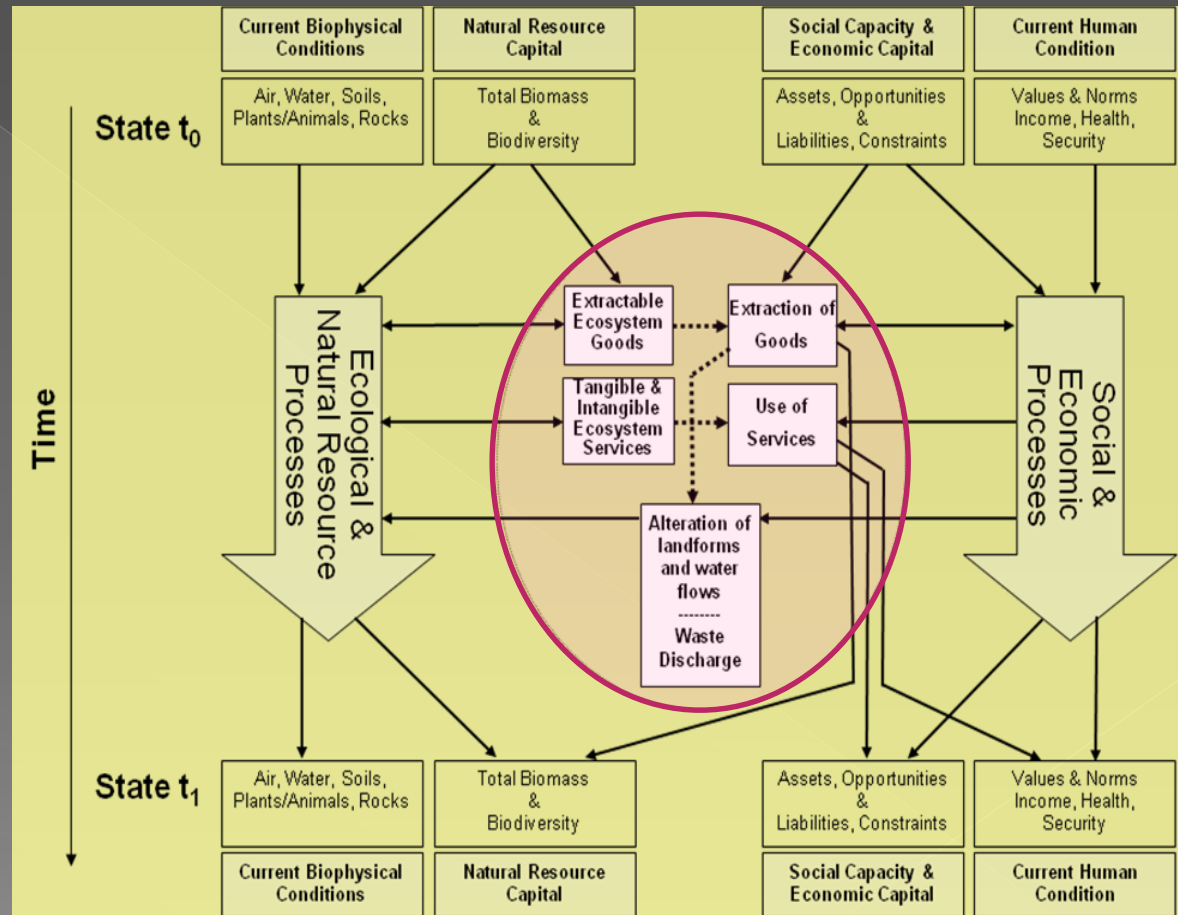 Current Biophysical
Conditions
Natural Resource
Capital
Social Capacity &
Economic Capital
Current Human
Condition
State t₀
Air, Water, Soils,
Plants/Animals, Rocks
Total Biomass
&
Biodiversity
Assets, Opportunities
&
Liabilities, Constraints
Values & Norms
Income, Health,
Security
Time
Ecological &
Natural Resource
Processes
Extractable
Ecosystem
Goods
Extraction of
Goods
Tangible &
Intangible
Ecosystem
Services
Use of
Services
Alteration of
landforms
and water
flows
--------
Waste
Discharge
Social &
Economic
Processes
State t₁
Air, Water, Soils,
Plants/Animals, Rocks
Total Biomass
&
Biodiversity
Assets, Opportunities
&
Liabilities, Constraints
Values & Norms
Income, Health,
Security
Current Biophysical
Conditions
Natural Resource
Capital
Social Capacity &
Economic Capital
Current Human
Condition